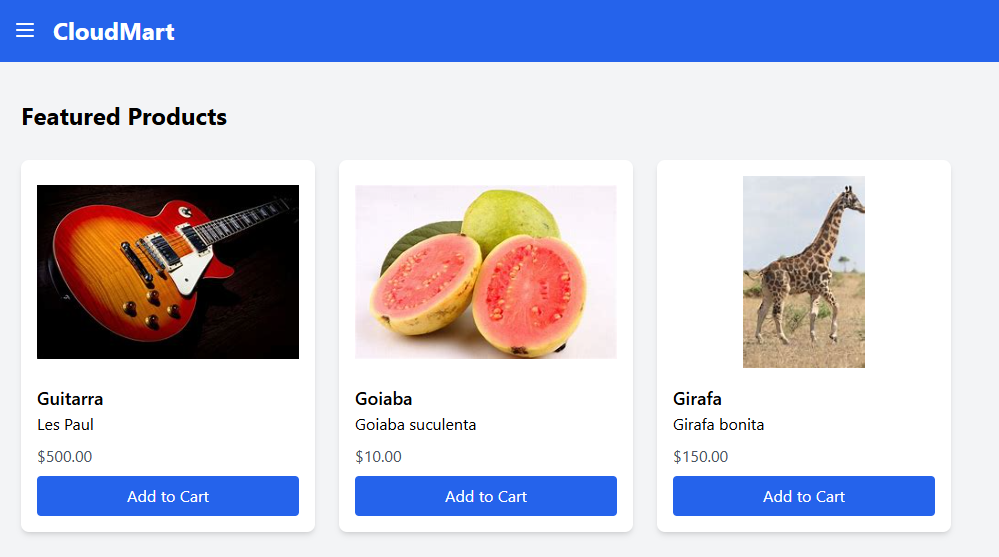 CloudMart
Featured Products
Guitarra
Les Paul
$500.00
Add to Cart
Goiaba
Goiaba suculenta
$10.00
Add to Cart
Girafa
Girafa bonita
$150.00
Add to Cart